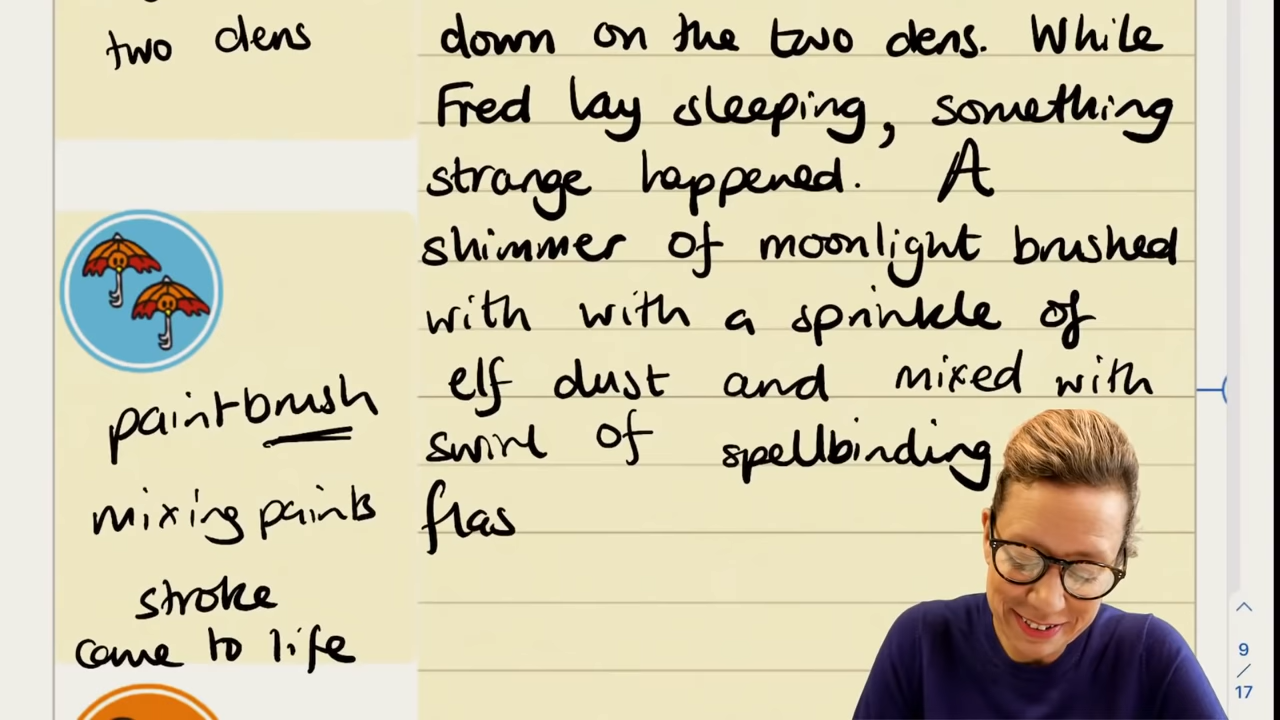 two dens
down on the two dens. While
Fred lay sleeping, something
strange happened. A
shimmer of moonlight brushed
with with a sprinkle of
elf dust and mixed with
swirl of spellbinding
flas
paintbrush
mixing paints
stroke
came to life
9
/
17